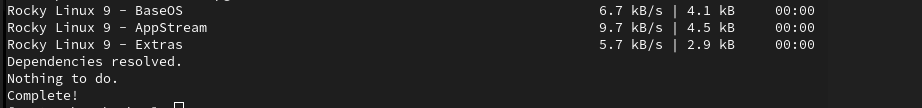 Rocky Linux 9 - BaseOS 6.7 kB/s | 4.1 kB 00:00
Rocky Linux 9 - AppStream 9.7 kB/s | 4.5 kB 00:00
Rocky Linux 9 - Extras 5.7 kB/s | 2.9 kB 00:00
Dependencies resolved.
Nothing to do.
Complete!